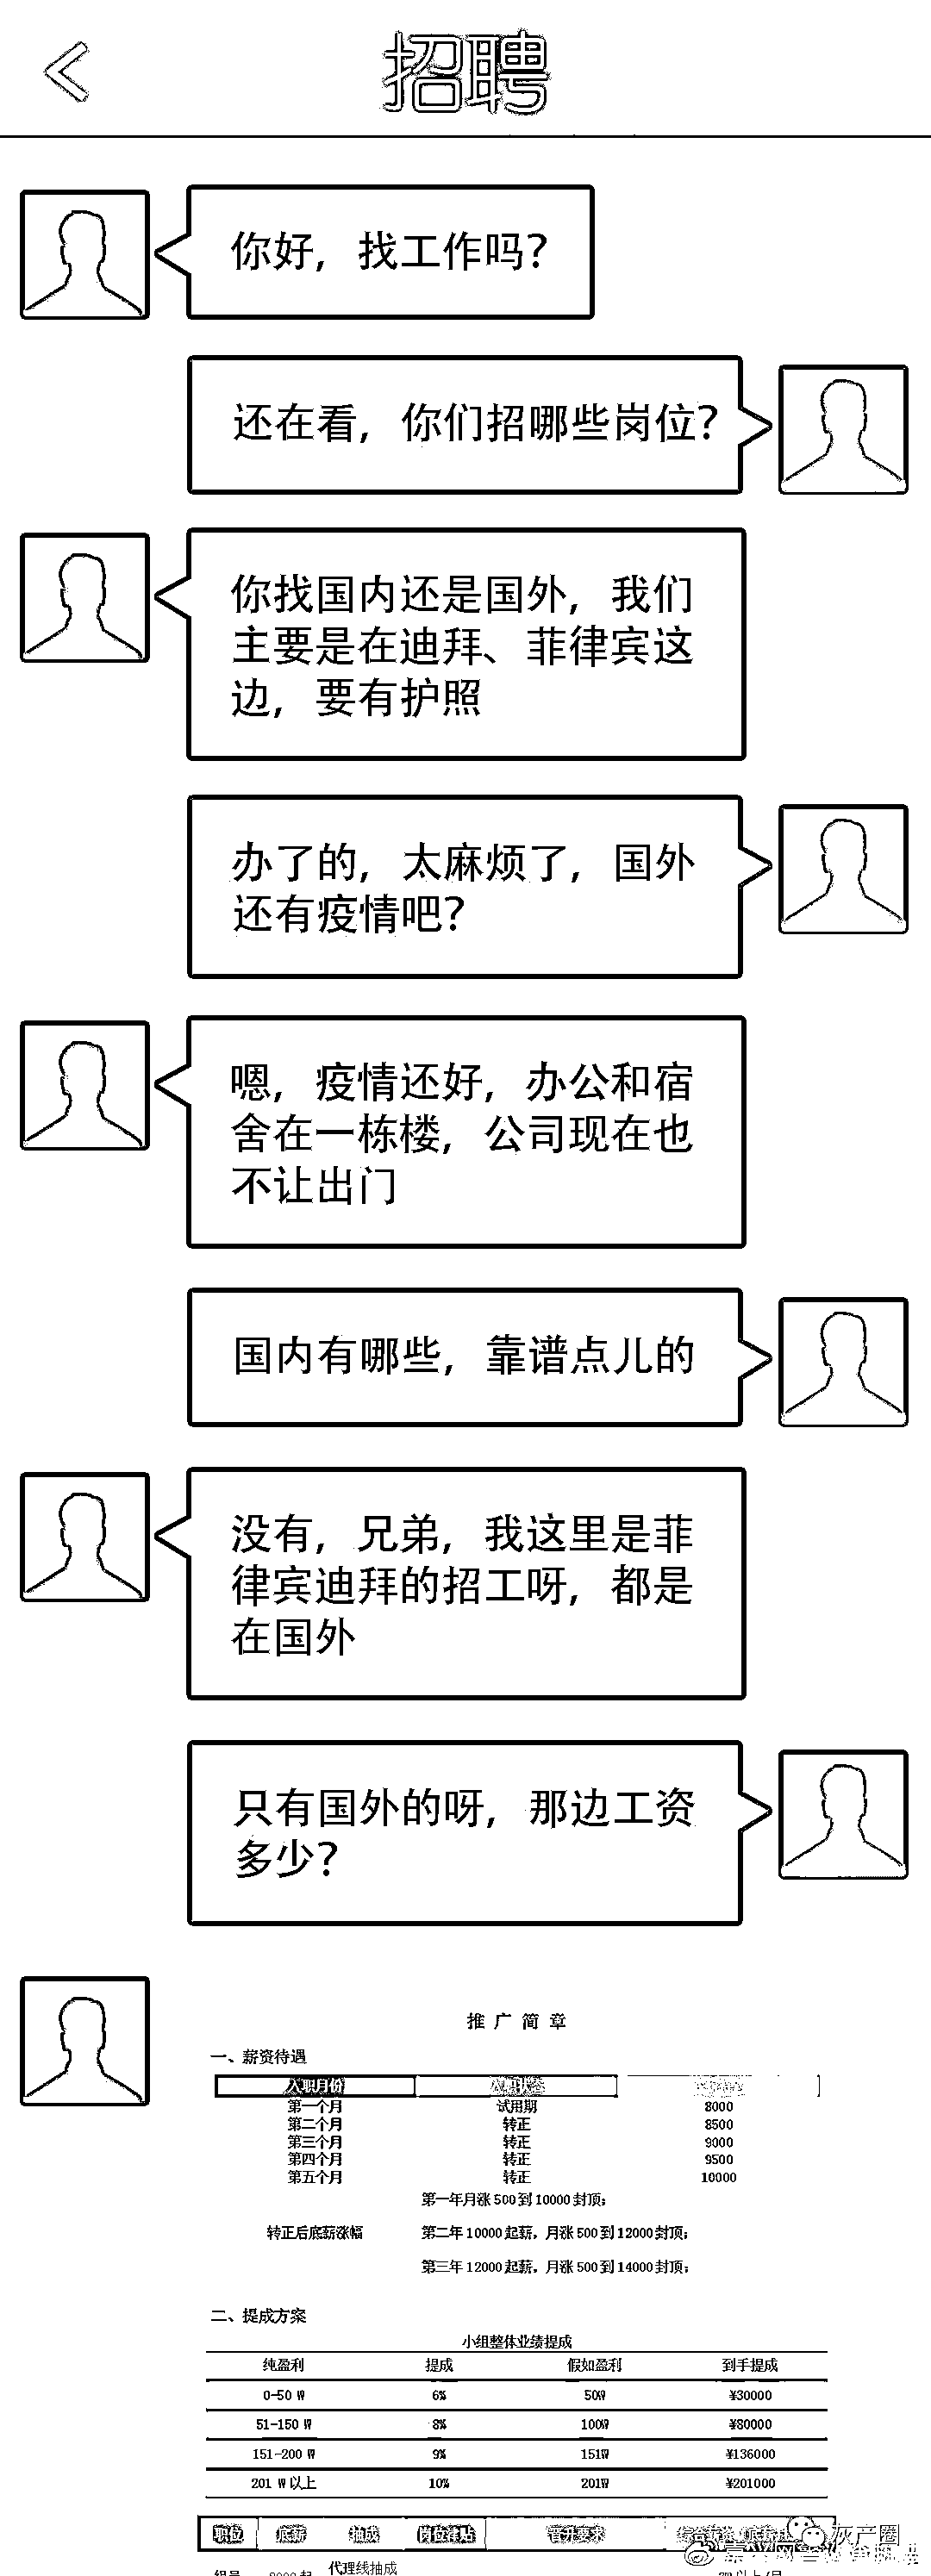 招聘
你好，找工作吗？
还在看，你们招哪些岗位？
你找国内还是国外，我们
主要是在迪拜、菲律宾这
边，要有护照
办了的，太麻烦了，国外
还有疫情吧？
嗯，疫情还好，办公和宿
舍在一栋楼，公司现在也
不让出门
国内有哪些，靠谱点儿的
没有，兄弟，我这里是菲
律宾迪拜的招工呀，都是
在国外
只有国外的呀，那边工资
多少？
推广简章
一、薪资待遇
入职月份 入职状态
第一个月 试用期 8000
第二个月 转正 8500
第三个月 转正 9000
第四个月 转正 9500
第五个月 转正 10000
第一年月涨500到10000封顶；
转正后底薪涨幅 第二年10000起薪，月涨500到12000封顶；
第三年12000起薪，月涨500到14000封顶；
二、提成方案
小组整体业绩提成
纯盈利 提成 假如盈利 到手提成
0-50 W 6% 50W ¥30000
51-150 W 8% 100W ¥80000
151-200 W 9% 151W ¥136000
201 W以上 10% 201W ¥201000
职位 底薪 抽成 岗位津贴 晋升要求
灰产圈
代理线抽成